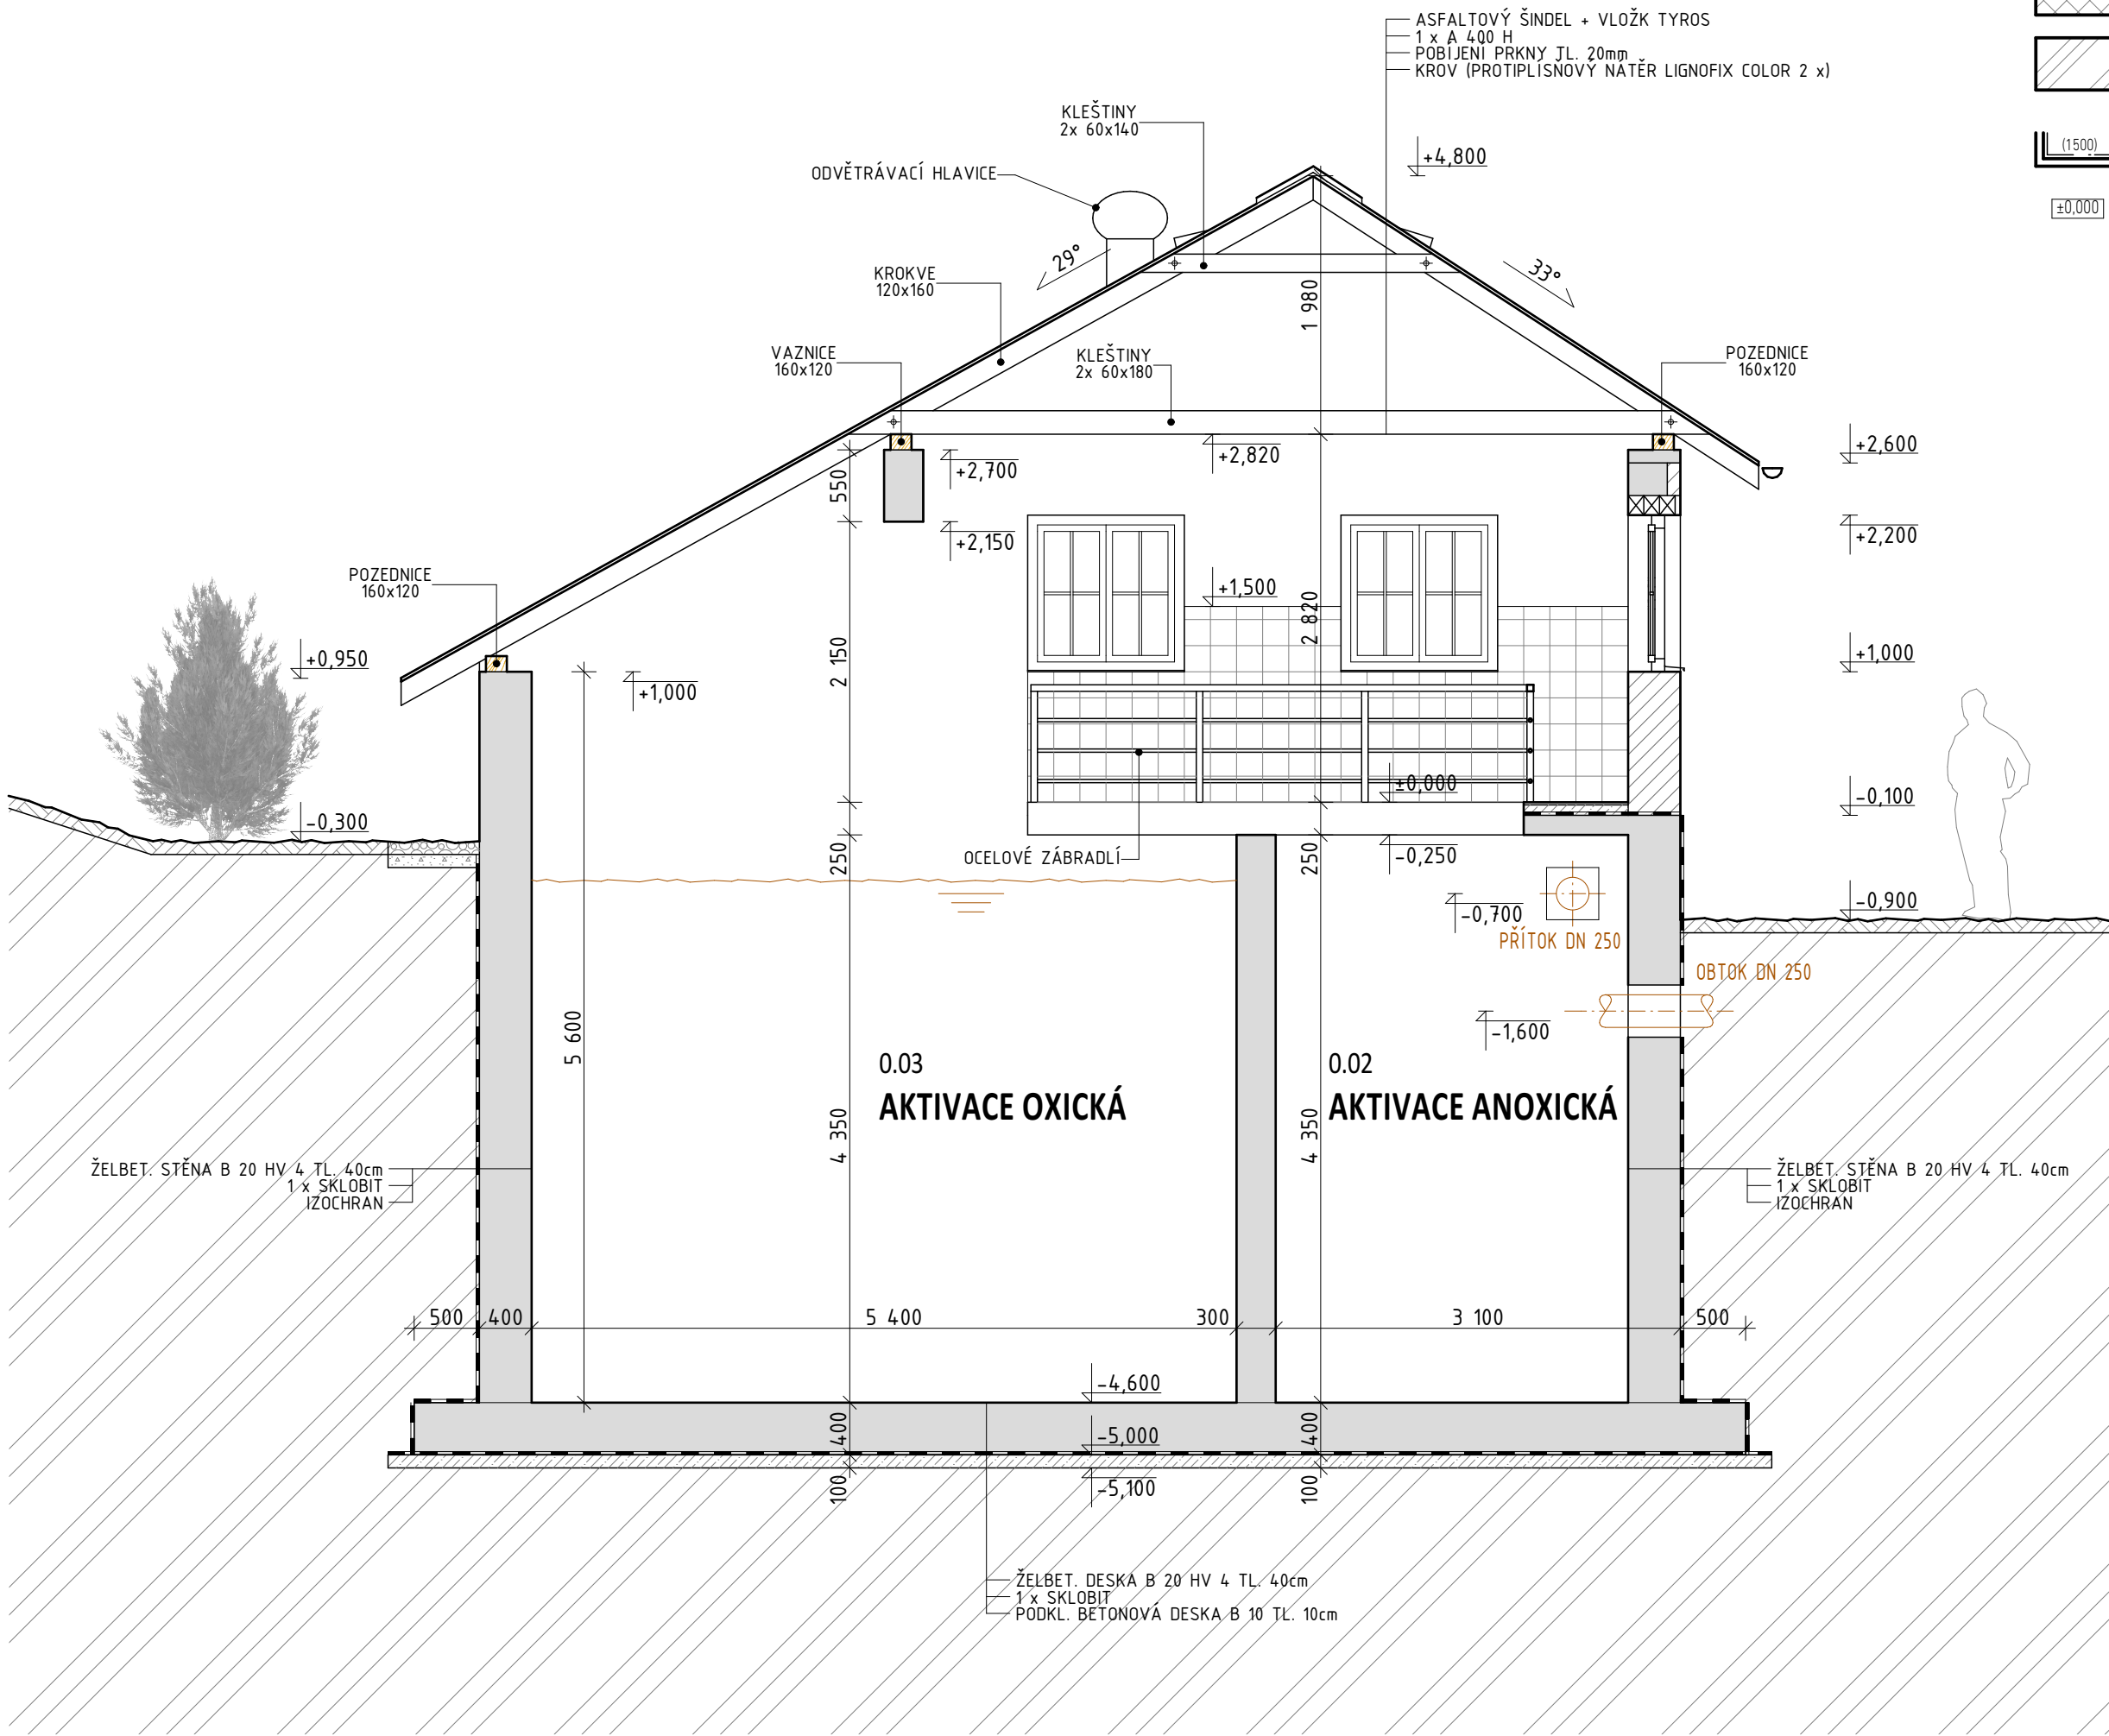 ASFALTOVÝ ŠINDEL + VLOŽK TYROS
1 x A 400 H
POBÍJENÍ PRKNY TL. 20mm
KROV (PROTIPLÍSŇOVÝ NÁTĚR LIGNOFIX COLOR 2 x)
(1500)
±0,000
KLEŠTINY
2x 60x140
+4,800
ODVĚTRÁVACÍ HLAVICE
29°
33°
KROKVE
120x160
1 980
VAZNICE
160x120
KLEŠTINY
2x 60x180
POZEDNICE
160x120
+2,600
+2,820
+2,700
550
+2,200
+2,150
POZEDNICE
160x120
+1,500
2 820
+0,950
2 150
+1,000
+1,000
±0,000
-0,100
-0,300
250
OCELOVÉ ZÁBRADLÍ
250
-0,250
-0,700
PŘÍTOK DN 250
-0,900
OBTOK DN 250
-1,600
5 600
0.03
AKTIVACE OXICKÁ
0.02
AKTIVACE ANOXICKÁ
4 350
4 350
ŽELBET. STĚNA B 20 HV 4 TL. 40cm
1 x SKLOBIT
IZOCHRAN
ŽELBET. STĚNA B 20 HV 4 TL. 40cm
1 x SKLOBIT
IZOCHRAN
500
400
5 400
300
3 100
500
-4,600
400
-5,000
400
100
-5,100
100
ŽELBET. DESKA B 20 HV 4 TL. 40cm
1 x SKLOBIT
PODKL. BETONOVÁ DESKA B 10 TL. 10cm